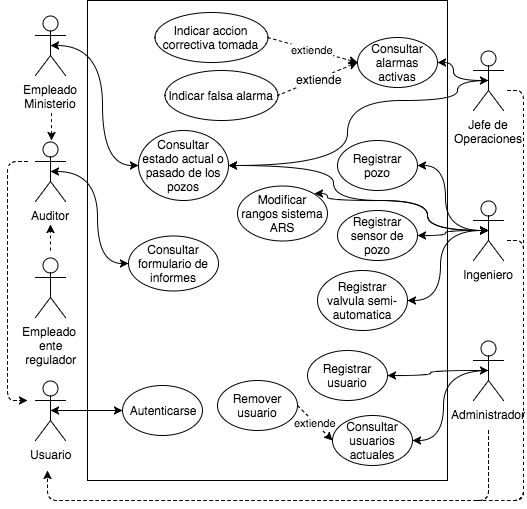 Indicar accion
correctiva tomada
extiende
Consultar
alarmas
activas
Indicar falsa alarma
extiende
Empleado
Ministerio
Jefe de
Operaciones
Consultar
estado actual o
pasado de los
pozos
Registrar
pozo
Auditor
Modificar
rangos sistema
ARS
Registrar
sensor de
pozo
Ingeniero
Consultar
formulario de
informes
Registrar
valvula semi-
automatica
Empleado
ente
regulador
Registrar
usuario
Remover
usuario
extiende
Consultar
usuarios
actuales
Administrador
Autenticarse
Usuario